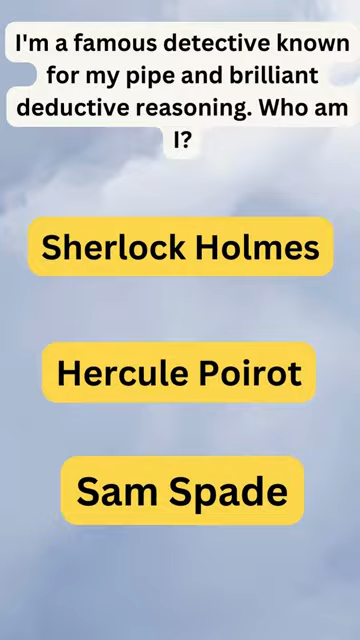 I'm a famous detective known
for my pipe and brilliant
deductive reasoning. Who am
I?
Sherlock Holmes
Hercule Poirot
Sam Spade